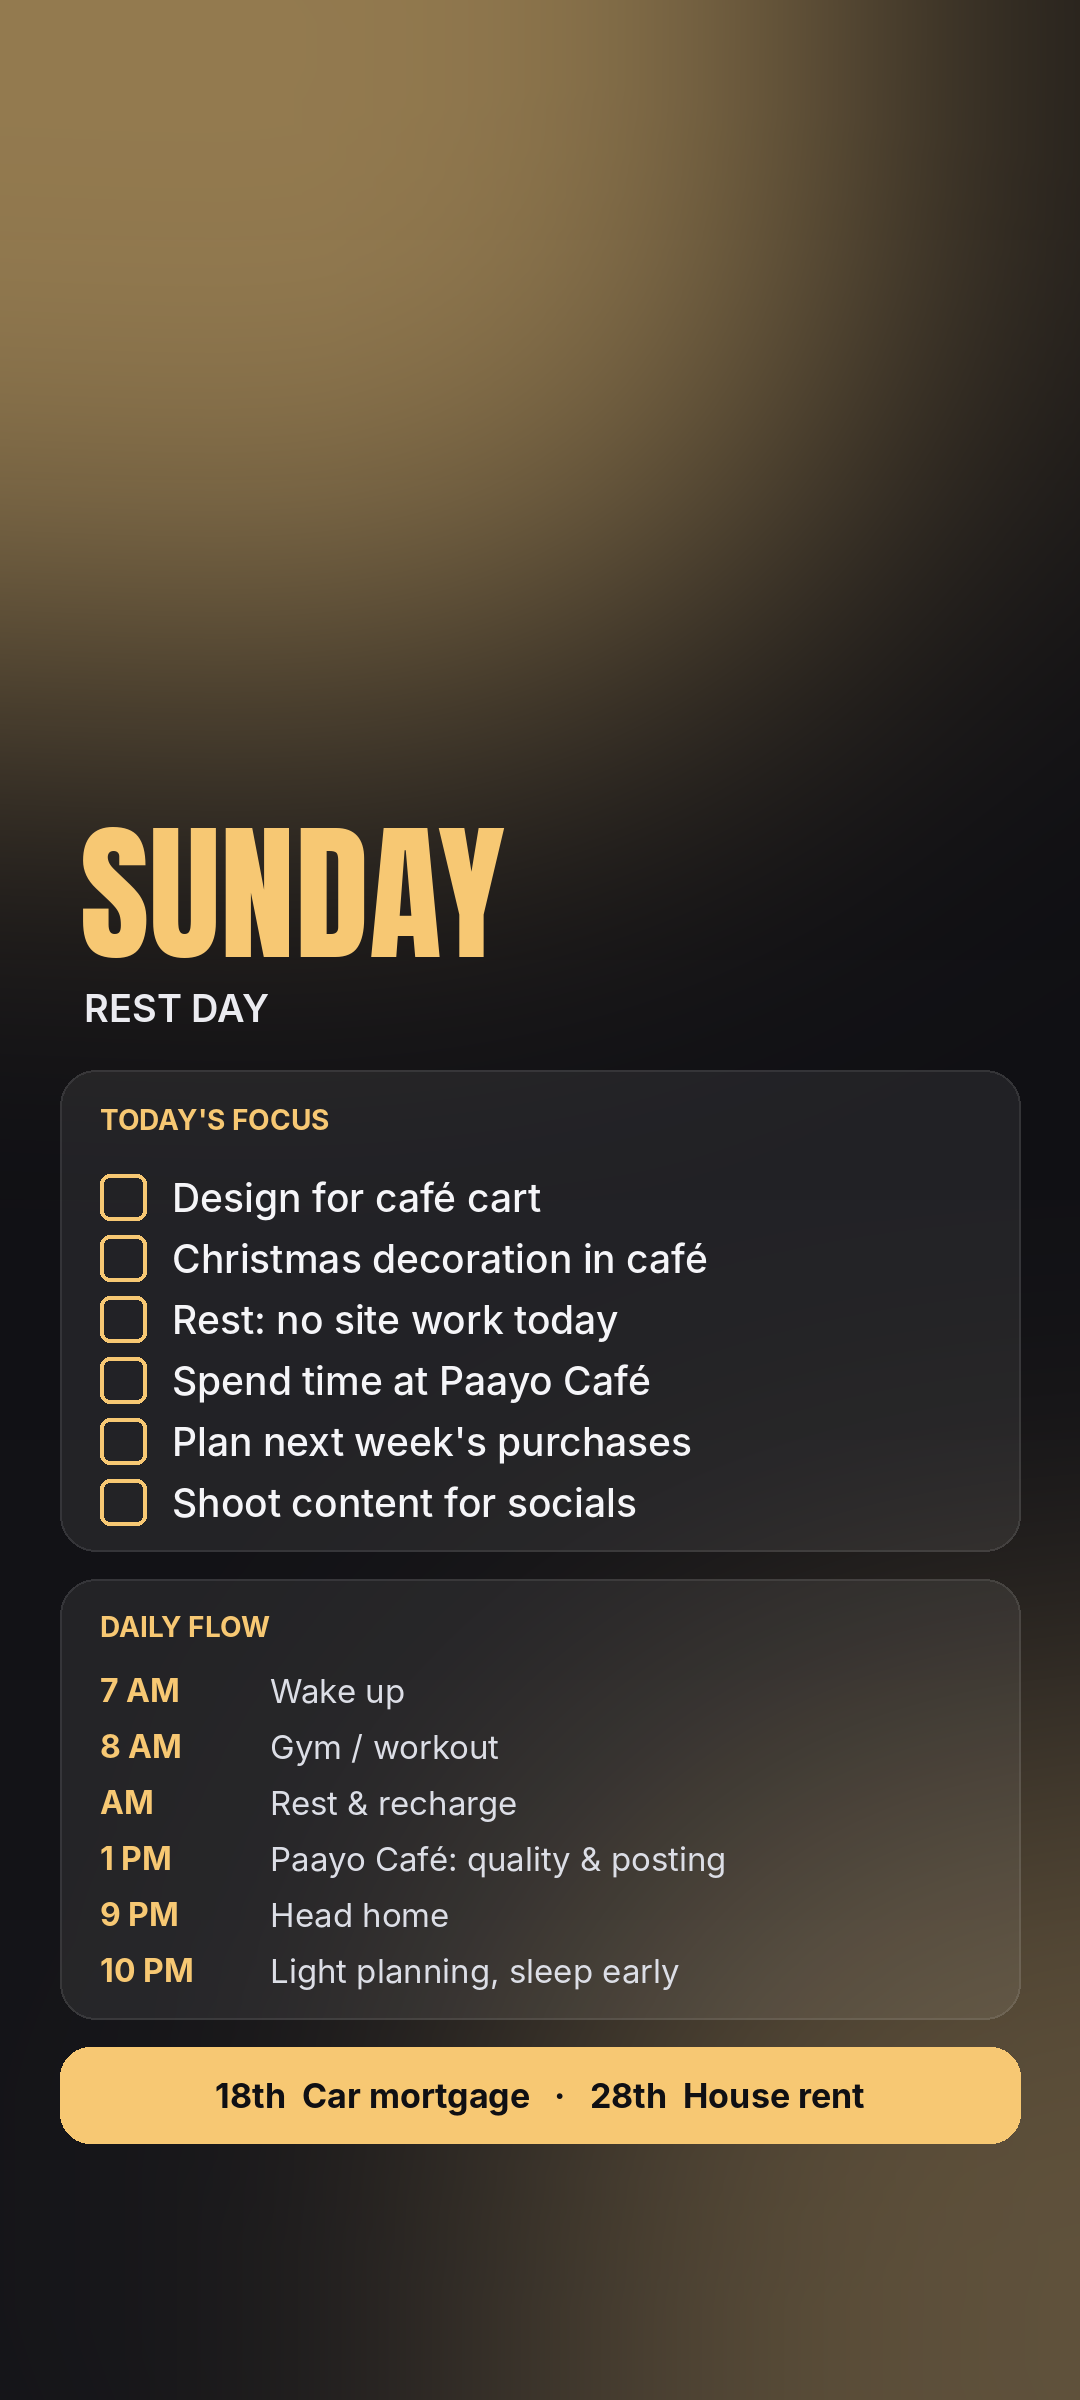 SUNDAY
REST DAY
TODAY'S FOCUS
Design for café cart
Christmas decoration in café
Rest: no site work today
Spend time at Paayo Café
Plan next week's purchases
Shoot content for socials
DAILY FLOW
7 AM Wake up
8 AM Gym / workout
AM Rest & recharge
1 PM Paayo Café: quality & posting
9 PM Head home
10 PM Light planning, sleep early
18th Car mortgage · 28th House rent